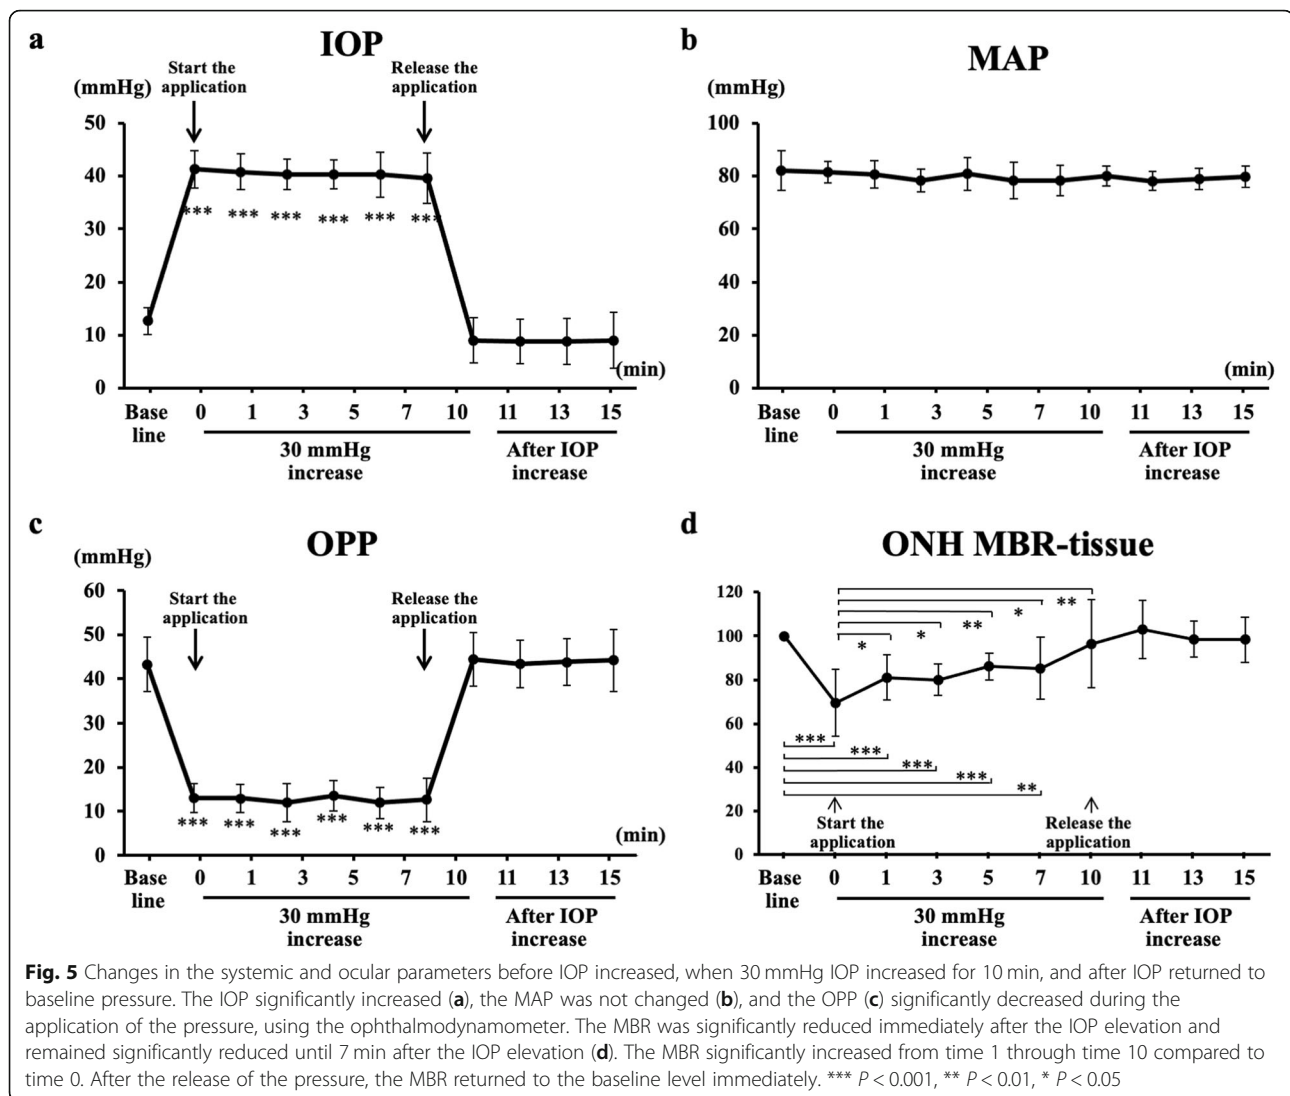 a
IOP
(mmHg)
Start the
application
Release the
application
50
40
30
20
10
0
*** *** *** *** *** ***
(min)
Base
line
0 1 3 5 7 10 11 13 15
30 mmHg
increase
After IOP
increase
b
MAP
(mmHg)
100
80
60
40
20
0
(min)
Base
line
0 1 3 5 7 10 11 13 15
30 mmHg
increase
After IOP
increase
c
OPP
(mmHg)
Start the
application
Release the
application
60
50
40
30
20
10
0
*** *** *** *** *** ***
(min)
Base
line
0 1 3 5 7 10 11 13 15
30 mmHg
increase
After IOP
increase
d
ONH MBR-tissue
120
100
80
60
40
20
0
**
*
**
*
*
***
***
***
***
**
Start the
application
Release the
application
Base
line
0 1 3 5 7 10 11 13 15
30 mmHg
increase
After IOP
increase
Fig. 5 Changes in the systemic and ocular parameters before IOP increased, when 30 mmHg IOP increased for 10 min, and after IOP returned to
baseline pressure. The IOP significantly increased (a), the MAP was not changed (b), and the OPP (c) significantly decreased during the
application of the pressure, using the ophthalmodynamometer. The MBR was significantly reduced immediately after the IOP elevation and
remained significantly reduced until 7 min after the IOP elevation (d). The MBR significantly increased from time 1 through time 10 compared to
time 0. After the release of the pressure, the MBR returned to the baseline level immediately. *** P < 0.001, ** P < 0.01, * P < 0.05